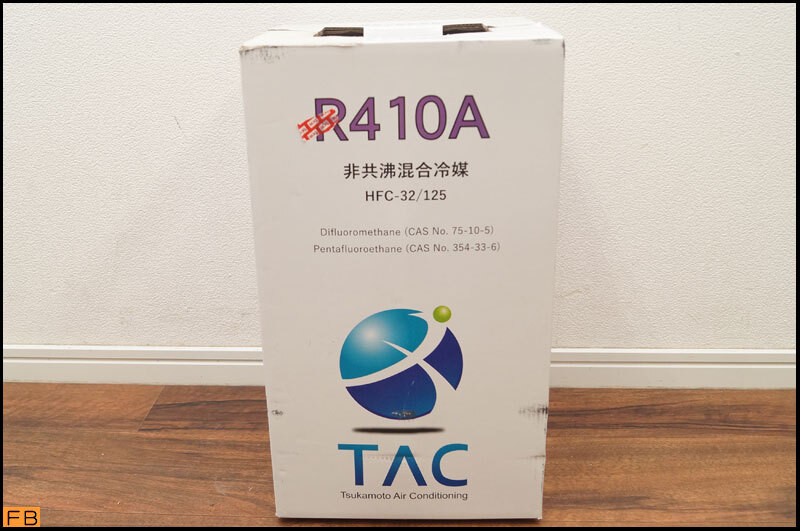 R410A
非共沸混合冷媒
HFC-32/125
Difluoromethane (CAS No. 75-10-5)
Pentafluoroethane (CAS No. 354-33-6)
TAC
Tsukamoto Air Conditioning
FB